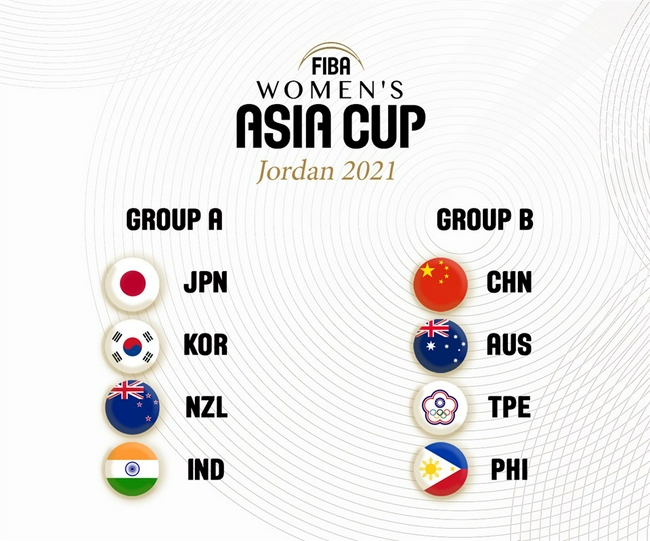 FIBA
WOMEN'S
ASIA CUP
Jordan 2021
GROUP A
JPN
KOR
NZL
IND
GROUP B
CHN
AUS
TPE
PHI